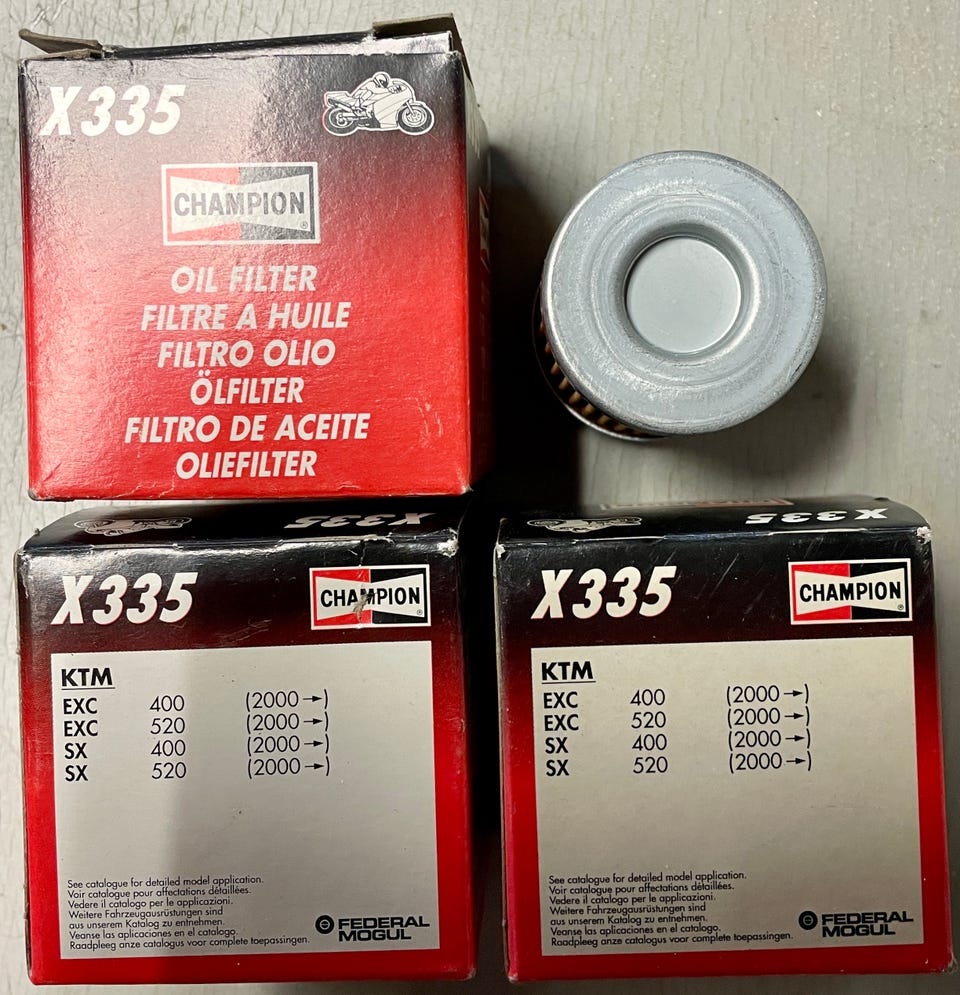 X335
CHAMPION
OIL FILTER
FILTRE A HUILE
FILTRO OLIO
ÖLFILTER
FILTRO DE ACEITE
OLIEFILTER
X335
X335
CHAMPION
KTM
EXC 400 (2000→)
EXC 520 (2000→)
SX 400 (2000→)
SX 520 (2000→)
See catalogue for detailed model application.
Voir catalogue pour affectations détaillées.
Vedere il catalogo per le applicazioni.
Weitere Fahrzeugausrüstungen sind
aus unserem Katalog zu entnehmen.
Veanse las aplicaciones en el catalogo.
Raadpleeg anze catalogus voor complete toepassingen.
FEDERAL
MOGUL
X335
X335
CHAMPION
KTM
EXC 400 (2000→)
EXC 520 (2000→)
SX 400 (2000→)
SX 520 (2000→)
See catalogue for detailed model application.
Voir catalogue pour affectations détaillées.
Vedere il catalogo per le applicazioni.
Weitere Fahrzeugausrüstungen sind
aus unserem Katalog zu entnehmen.
Veanse las aplicaciones en el catalogo.
Raadpleeg anze catalogus voor complete toepassingen.
FEDERAL
MOGUL